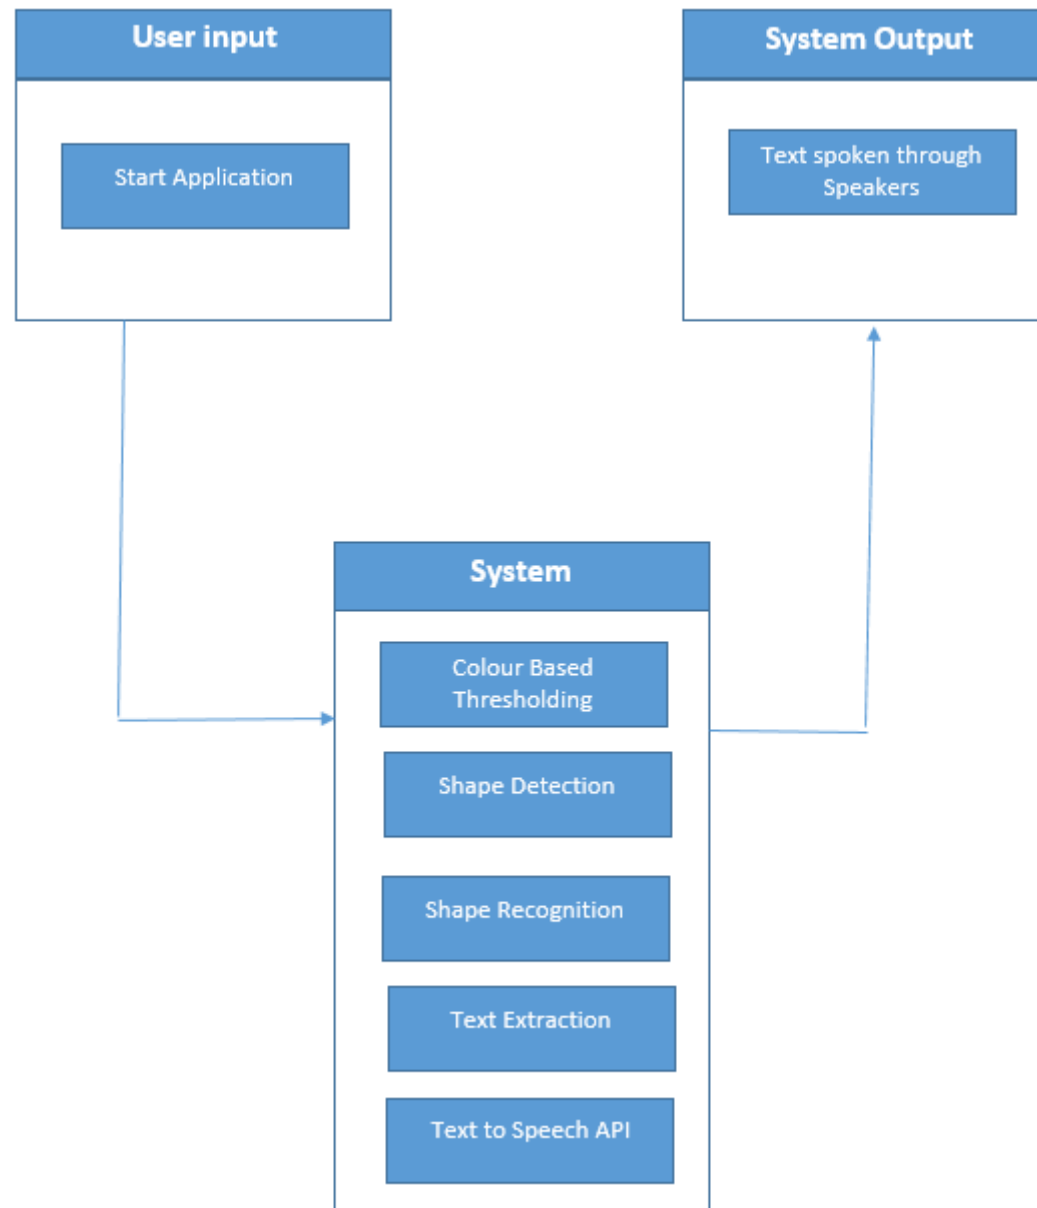 User input
Start Application
System Output
Text spoken through
Speakers
System
Colour Based
Thresholding
Shape Detection
Shape Recognition
Text Extraction
Text to Speech API